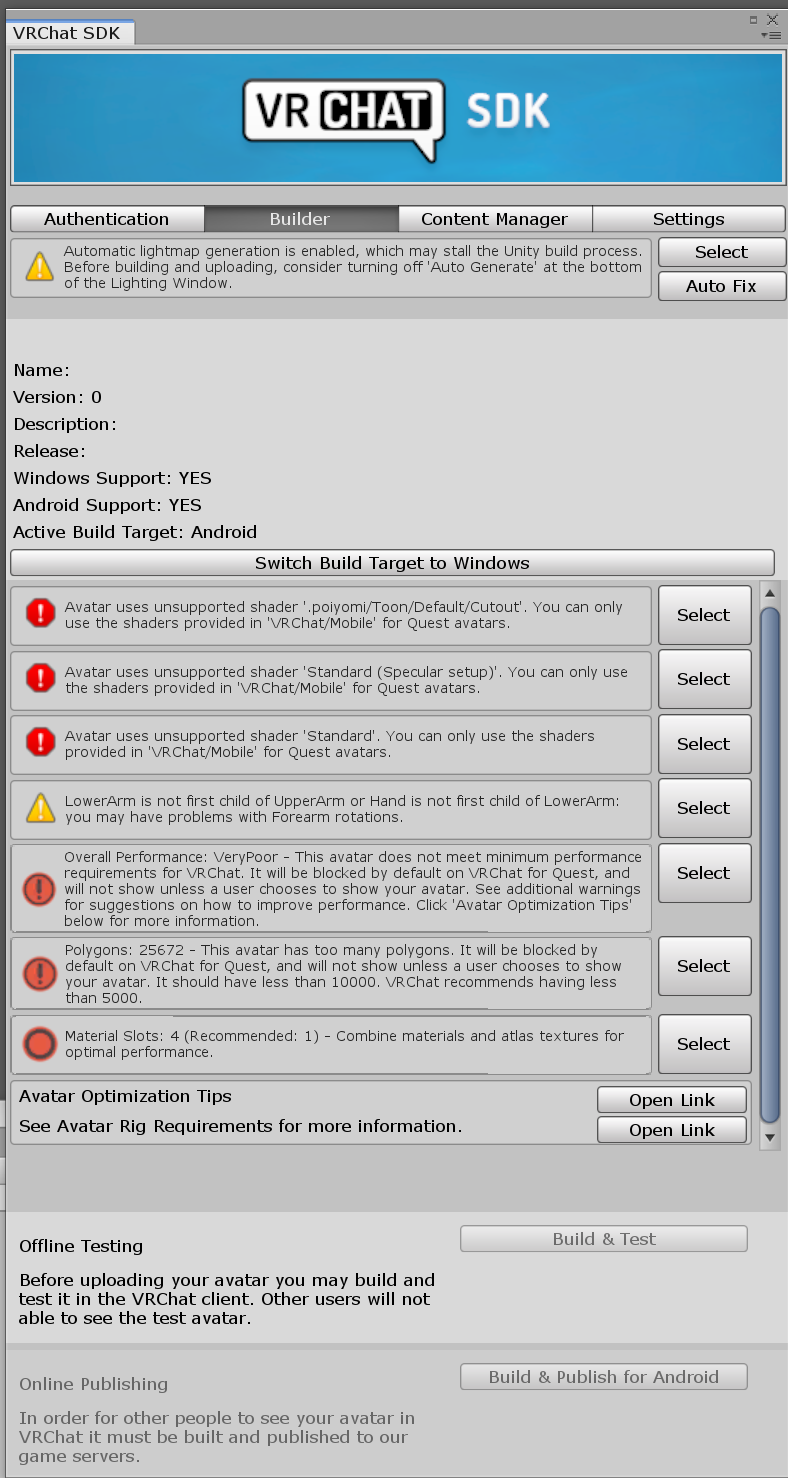 VRChat SDK
VR CHAT SDK
Authentication
Builder
Content Manager
Settings
Automatic lightmap generation is enabled, which may stall the Unity build process.
Before building and uploading, consider turning off 'Auto Generate' at the bottom
of the Lighting Window.
Select
Auto Fix
Name:
Version: 0
Description:
Release:
Windows Support: YES
Android Support: YES
Active Build Target: Android
Switch Build Target to Windows
Avatar uses unsupported shader '.poiyomi/Toon/Default/Cutout'. You can only
use the shaders provided in 'VRChat/Mobile' for Quest avatars.
Select
Avatar uses unsupported shader 'Standard (Specular setup)'. You can only use
the shaders provided in 'VRChat/Mobile' for Quest avatars.
Select
Avatar uses unsupported shader 'Standard'. You can only use the shaders
provided in 'VRChat/Mobile' for Quest avatars.
Select
LowerArm is not first child of UpperArm or Hand is not first child of LowerArm:
you may have problems with Forearm rotations.
Select
Overall Performance: VeryPoor - This avatar does not meet minimum performance
requirements for VRChat. It will be blocked by default on VRChat for Quest, and
will not show unless a user chooses to show your avatar. See additional warnings
for suggestions on how to improve performance. Click 'Avatar Optimization Tips'
below for more information.
Select
Polygons: 25672 - This avatar has too many polygons. It will be blocked by
default on VRChat for Quest, and will not show unless a user chooses to show
your avatar. It should have less than 10000. VRChat recommends having less
than 5000.
Select
Material Slots: 4 (Recommended: 1) - Combine materials and atlas textures for
optimal performance.
Select
Avatar Optimization Tips
Open Link
See Avatar Rig Requirements for more information.
Open Link
Offline Testing
Build & Test
Before uploading your avatar you may build and
test it in the VRChat client. Other users will not
able to see the test avatar.
Online Publishing
Build & Publish for Android
In order for other people to see your avatar in
VRChat it must be built and published to our
game servers.